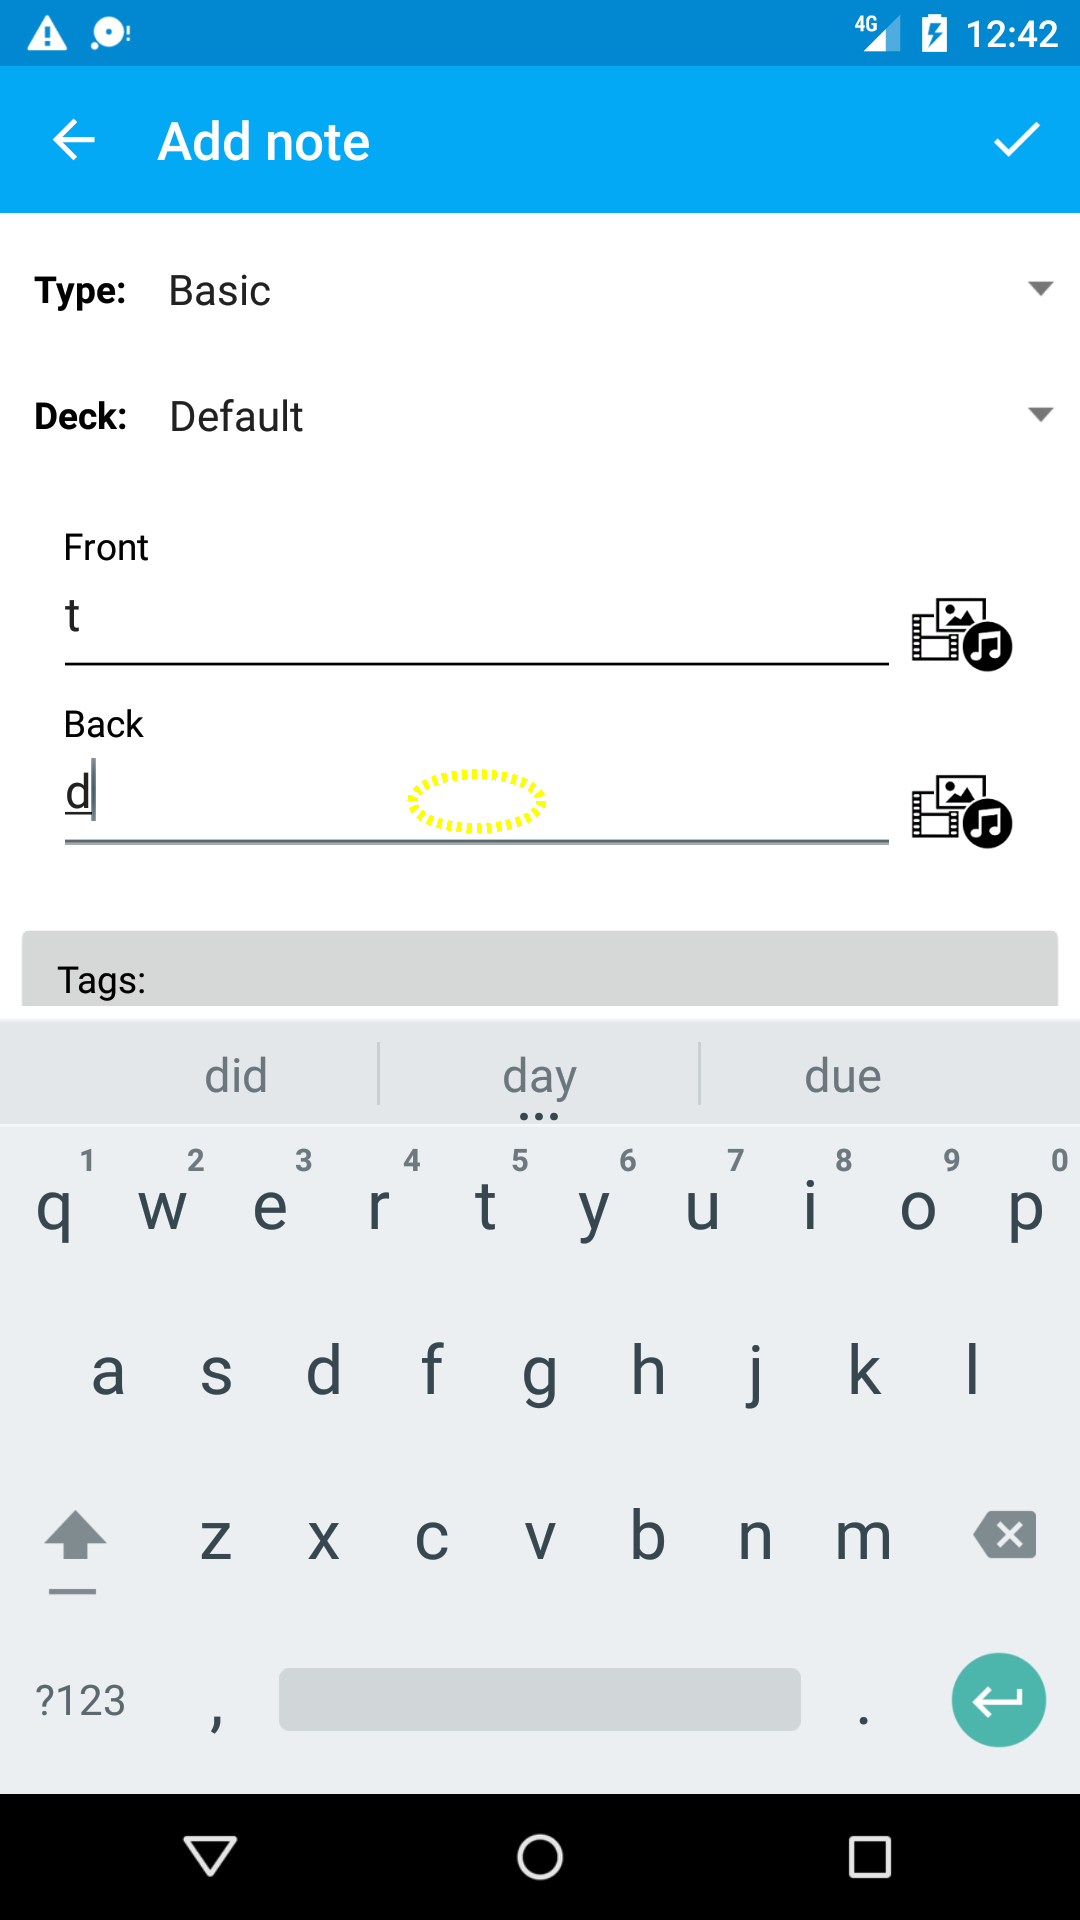 4G 12:42
Add note
Type: Basic
Deck: Default
Front
t
Back
d
Tags:
did day due
1 2 3 4 5 6 7 8 9 0
q w e r t y u i o p
a s d f g h j k l
z x c v b n m
?123 , .